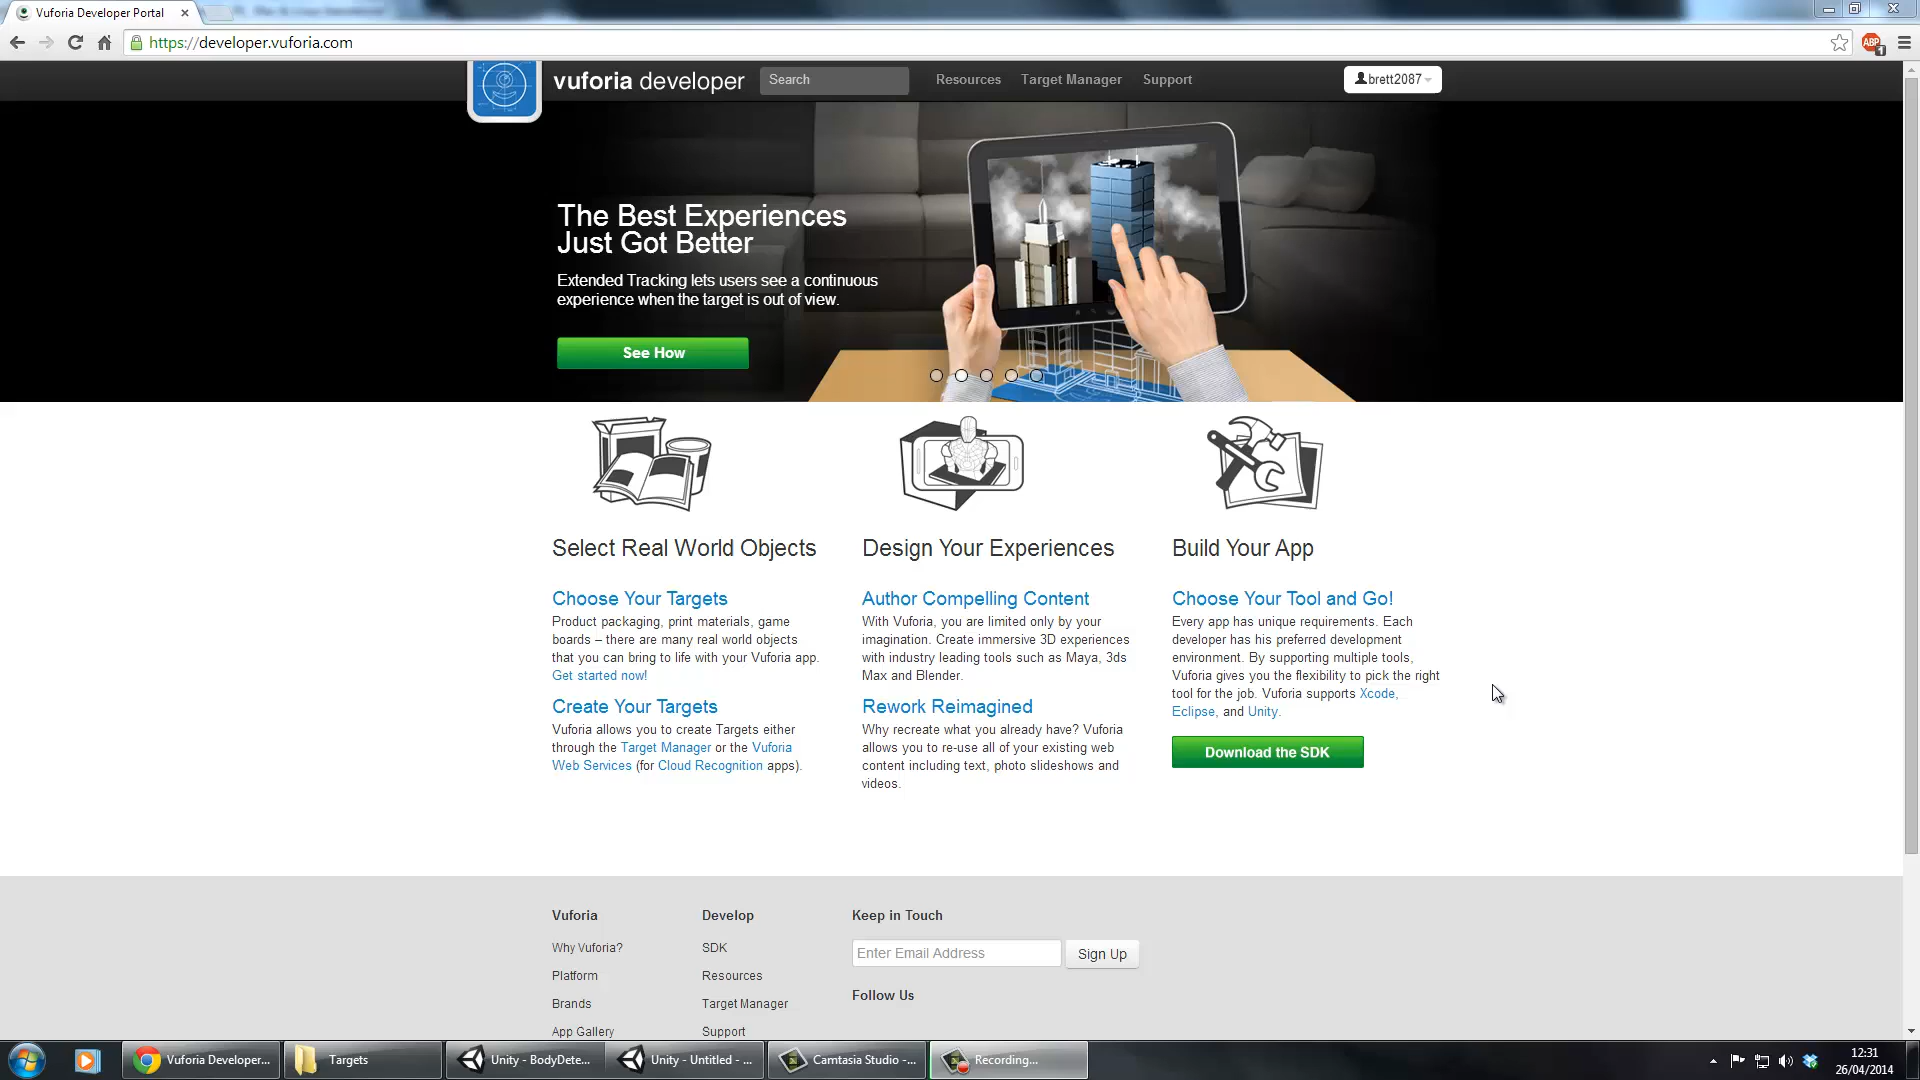 Vuforia Developer Portal
https://developer.vuforia.com
ABP
1
vuforia developer
Search
Resources
Target Manager
Support
brett2087
The Best Experiences
Just Got Better
Extended Tracking lets users see a continuous
experience when the target is out of view.
See How
Select Real World Objects
Choose Your Targets
Product packaging, print materials, game
boards – there are many real world objects
that you can bring to life with your Vuforia app.
Get started now!
Create Your Targets
Vuforia allows you to create Targets either
through the Target Manager or the Vuforia
Web Services (for Cloud Recognition apps).
Design Your Experiences
Author Compelling Content
With Vuforia, you are limited only by your
imagination. Create immersive 3D experiences
with industry leading tools such as Maya, 3ds
Max and Blender.
Rework Reimagined
Why recreate what you already have? Vuforia
allows you to re-use all of your existing web
content including text, photo slideshows and
videos.
Build Your App
Choose Your Tool and Go!
Every app has unique requirements. Each
developer has his preferred development
environment. By supporting multiple tools,
Vuforia gives you the flexibility to pick the right
tool for the job. Vuforia supports Xcode,
Eclipse, and Unity.
Download the SDK
Vuforia
Why Vuforia?
Platform
Brands
App Gallery
Develop
SDK
Resources
Target Manager
Support
Keep in Touch
Enter Email Address
Sign Up
Follow Us
Vuforia Developer...
Targets
Unity - BodyDete...
Unity - Untitled - ...
Camtasia Studio -...
Recording...
12:31
26/04/2014